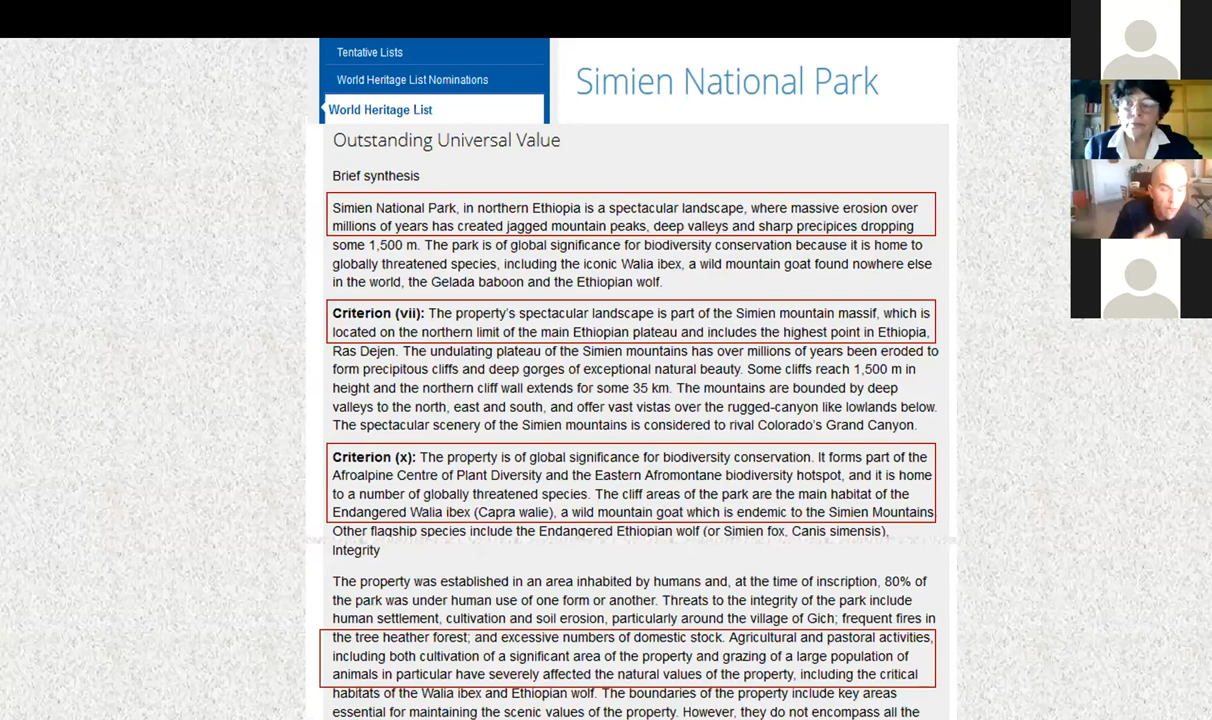 Tentative Lists
World Heritage List Nominations
World Heritage List
Simien National Park
Outstanding Universal Value
Brief synthesis
Simien National Park, in northern Ethiopia is a spectacular landscape, where massive erosion over
millions of years has created jagged mountain peaks, deep valleys and sharp precipices dropping
some 1,500 m. The park is of global significance for biodiversity conservation because it is home to
globally threatened species, including the iconic Walia ibex, a wild mountain goat found nowhere else
in the world, the Gelada baboon and the Ethiopian wolf.
Criterion (vii): The property's spectacular landscape is part of the Simien mountain massif, which is
located on the northern limit of the main Ethiopian plateau and includes the highest point in Ethiopia,
Ras Dejen. The undulating plateau of the Simien mountains has over millions of years been eroded to
form precipitous cliffs and deep gorges of exceptional natural beauty. Some cliffs reach 1,500 m in
height and the northern cliff wall extends for some 35 km. The mountains are bounded by deep
valleys to the north, east and south, and offer vast vistas over the rugged-canyon like lowlands below.
The spectacular scenery of the Simien mountains is considered to rival Colorado's Grand Canyon.
Criterion (x): The property is of global significance for biodiversity conservation. It forms part of the
Afroalpine Centre of Plant Diversity and the Eastern Afromontane biodiversity hotspot, and it is home
to a number of globally threatened species. The cliff areas of the park are the main habitat of the
Endangered Walia ibex (Capra walie), a wild mountain goat which is endemic to the Simien Mountains
Other flagship species include the Endangered Ethiopian wolf (or Simien fox, Canis simensis),
Integrity
The property was established in an area inhabited by humans and, at the time of inscription, 80% of
the park was under human use of one form or another. Threats to the integrity of the park include
human settlement, cultivation and soil erosion, particularly around the village of Gich; frequent fires in
the tree heather forest; and excessive numbers of domestic stock. Agricultural and pastoral activities,
including both cultivation of a significant area of the property and grazing of a large population of
animals in particular have severely affected the natural values of the property, including the critical
habitats of the Walia ibex and Ethiopian wolf. The boundaries of the property include key areas
essential for maintaining the scenic values of the property. However, they do not encompass all the